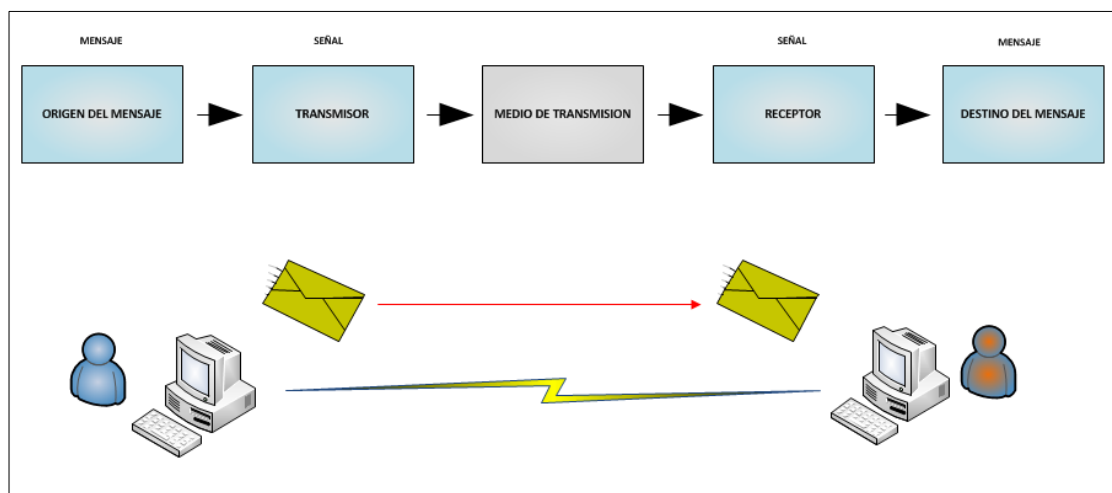 MENSAJE
SEÑAL
SEÑAL
MENSAJE
ORIGEN DEL MENSAJE
TRANSMISOR
MEDIO DE TRANSMISION
RECEPTOR
DESTINO DEL MENSAJE